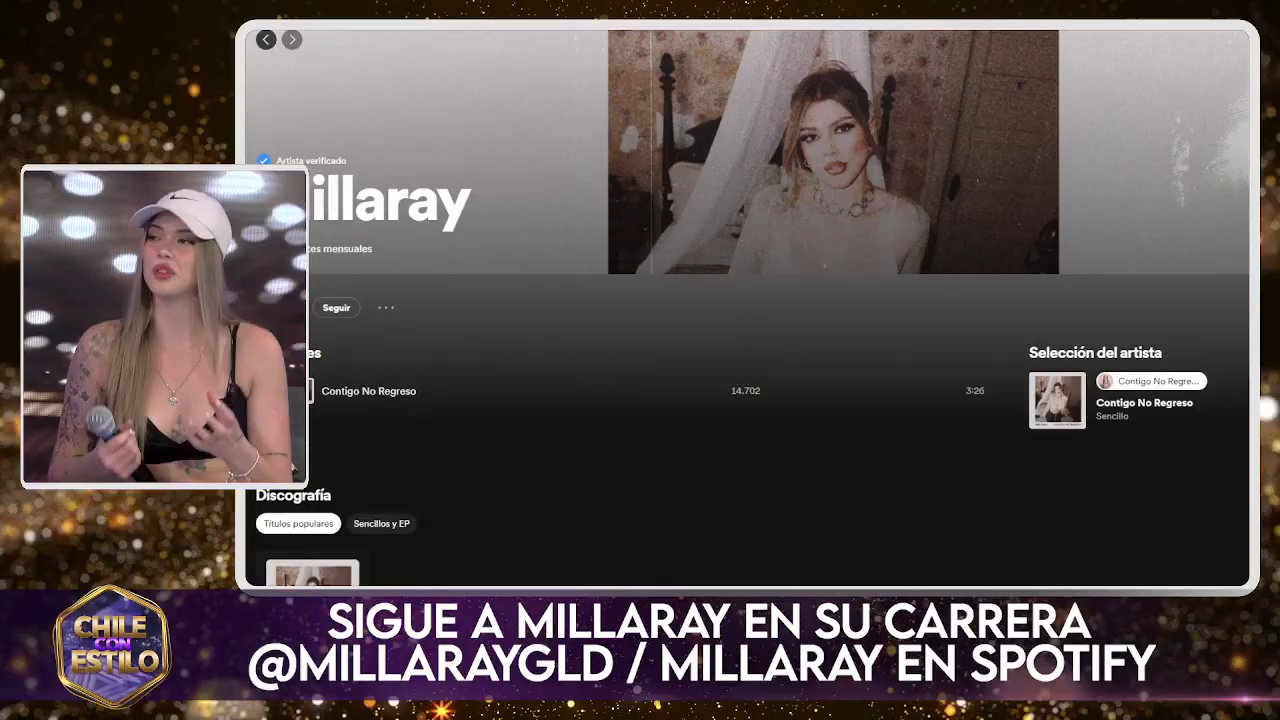 Artista verificado
illaray
tes mensuales
Seguir
es
Contigo No Regreso
14.702
3:26
Selección del artista
Contigo No Regre...
Contigo No Regreso
Sencillo
Discografía
Títulos populares
Sencillos y EP
CHILE
CON
ESTILO
SIGUE A MILLARAY EN SU CARRERA
@MILLARAYGLD / MILLARAY EN SPOTIFY